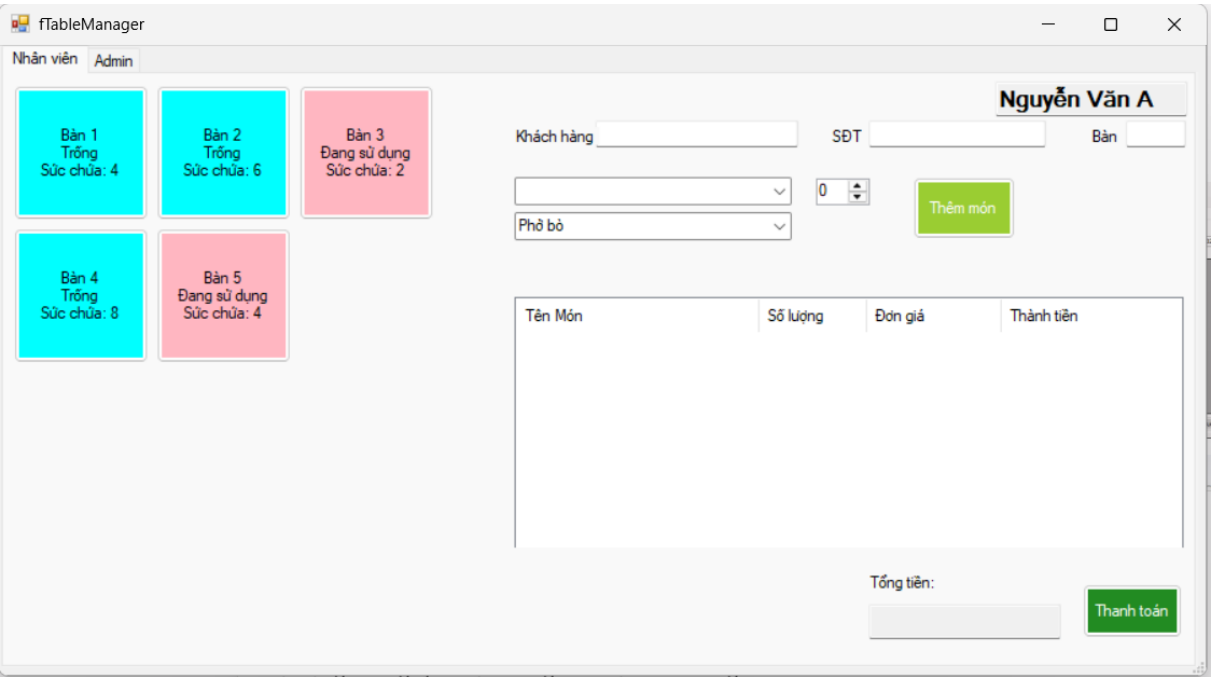 fTableManager
Nhân viên
Admin
Nguyễn Văn A
Bàn 1
Trống
Sức chứa: 4
Bàn 2
Trống
Sức chứa: 6
Bàn 3
Đang sử dụng
Sức chứa: 2
Khách hàng
SĐT
Bàn
0
Thêm món
Phở bò
Bàn 4
Trống
Sức chứa: 8
Bàn 5
Đang sử dụng
Sức chứa: 4
Tên Món
Số lượng
Đơn giá
Thành tiền
Tổng tiền:
Thanh toán